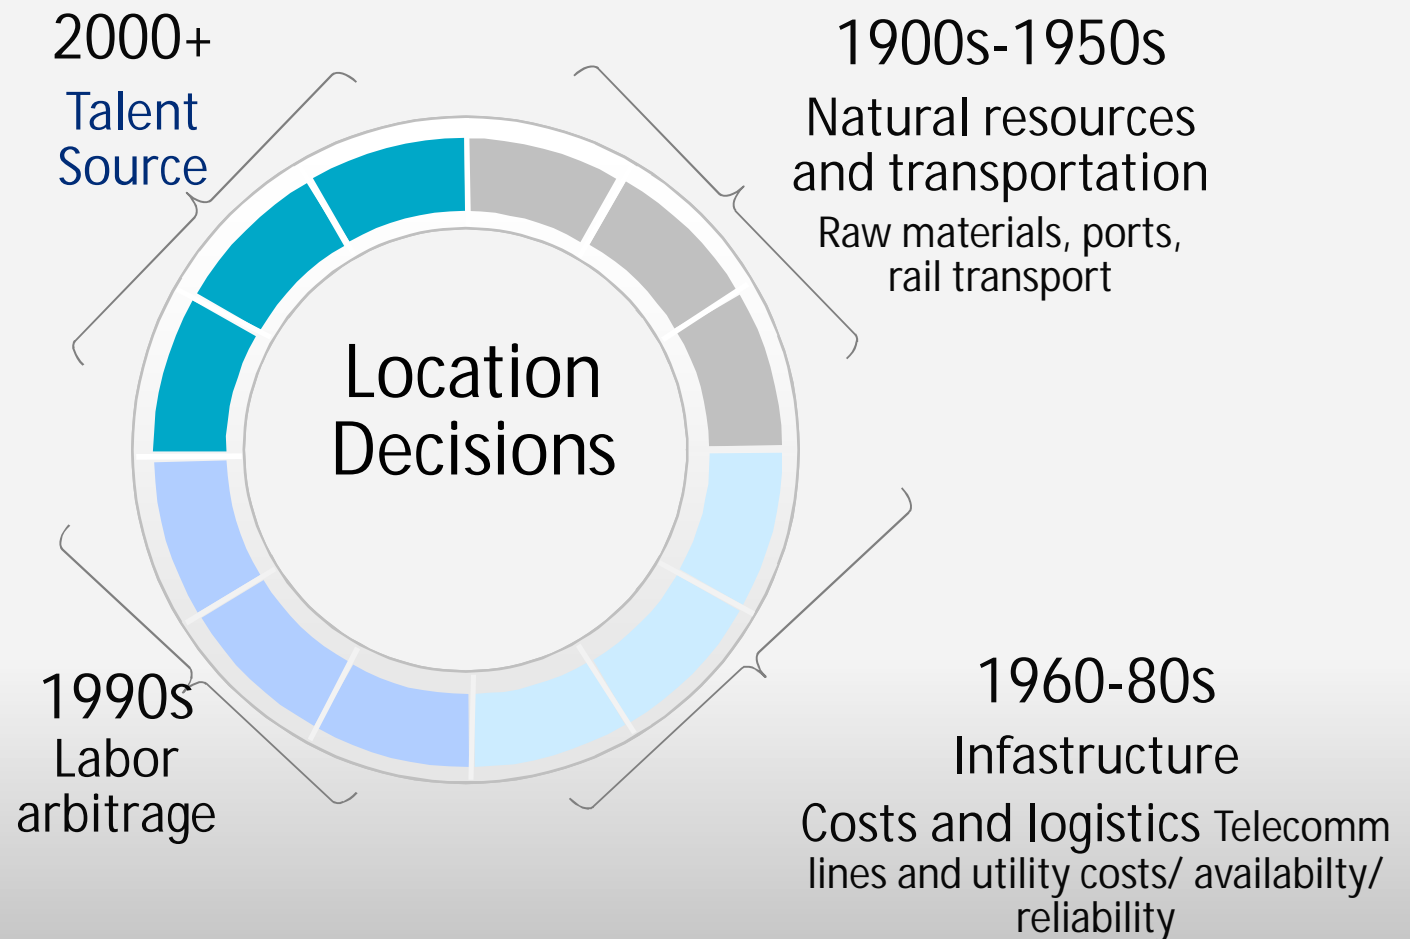 2000+
Talent
Source
1900s-1950s
Natural resources
and transportation
Raw materials, ports,
rail transport
Location
Decisions
1990s
Labor
arbitrage
1960-80s
Infastructure
Costs and logistics Telecomm
lines and utility costs/ availabilty/
reliability